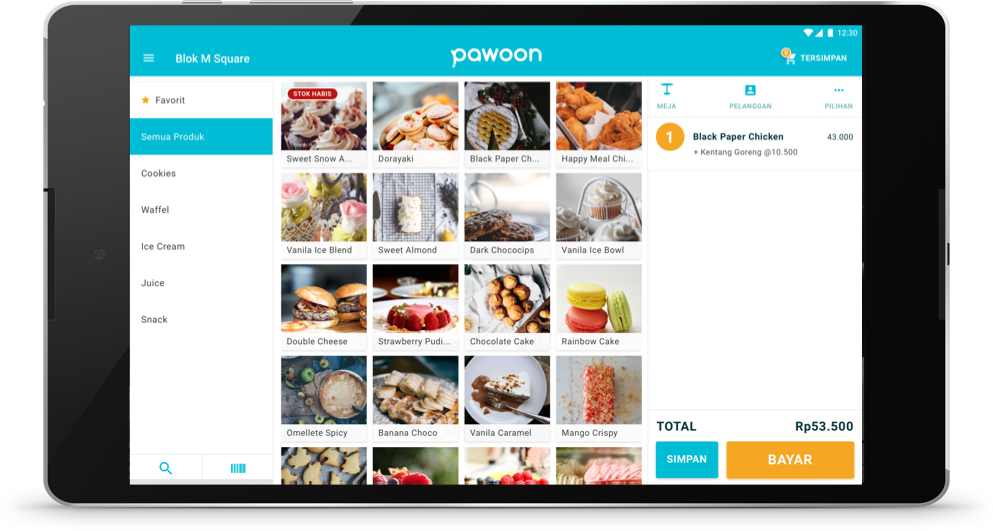 12:30
Blok M Square
pawoon
1
TERSIMPAN
Favorit
Semua Produk
Cookies
Waffel
Ice Cream
Juice
Snack
STOK HABIS
Sweet Snow A...
Dorayaki
Black Paper Ch...
Happy Meal Chi...
Vanila Ice Blend
Sweet Almond
Dark Chococips
Vanila Ice Bowl
Double Cheese
Strawberry Pudi...
Chocolate Cake
Rainbow Cake
Omellete Spicy
Banana Choco
Vanila Caramel
Mango Crispy
MEJA
PELANGGAN
PILIHAN
1
Black Paper Chicken
43.000
+ Kentang Goreng @10.500
TOTAL
Rp53.500
SIMPAN
BAYAR